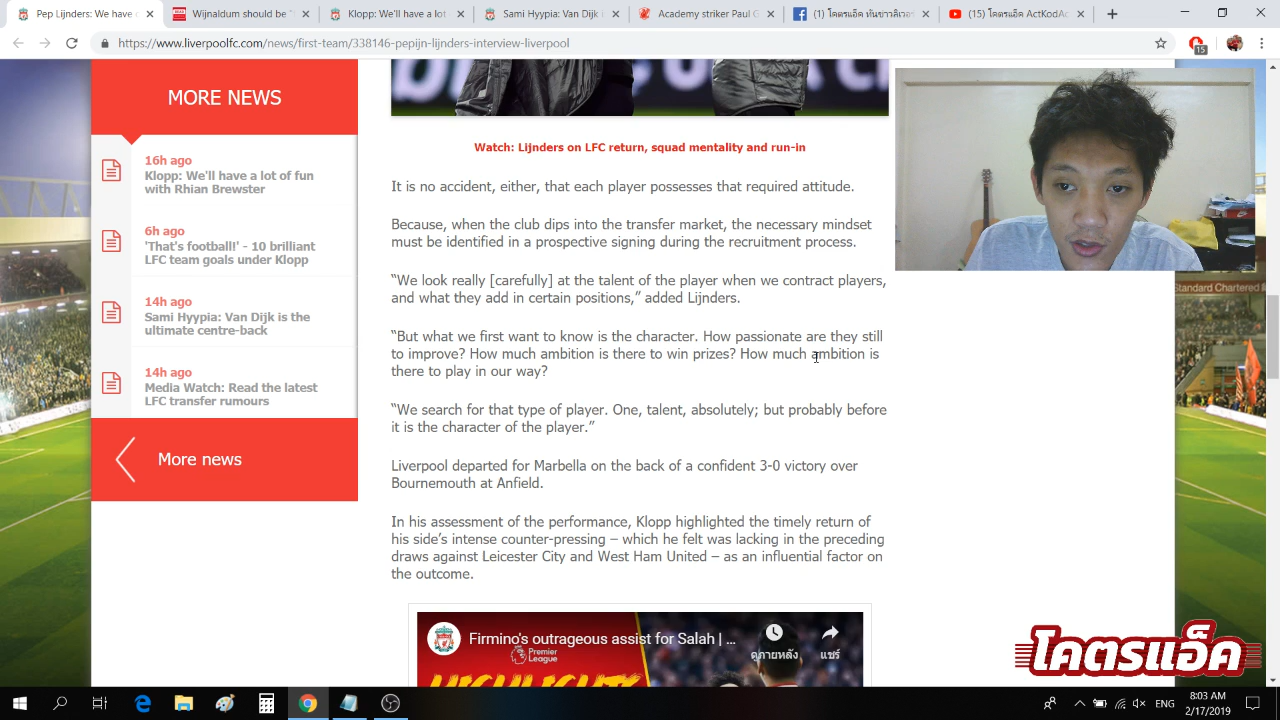 Pep Lijnders: We have c
Wijnaldum should be "
Klopp: We'll have a lot
Sami Hyypia: Van Dijk
Academy striker Paul G
(1) โคตรแอ็ค ทันข่าวลิเวอร
(15) โคตรแอ็ค ActKodAc
https://www.liverpoolfc.com/news/first-team/338146-pepijn-lijnders-interview-liverpool
15
MORE NEWS
16h ago
Klopp: We'll have a lot of fun
with Rhian Brewster
6h ago
'That's football!' - 10 brilliant
LFC team goals under Klopp
14h ago
Sami Hyypia: Van Dijk is the
ultimate centre-back
14h ago
Media Watch: Read the latest
LFC transfer rumours
More news
Watch: Lijnders on LFC return, squad mentality and run-in
It is no accident, either, that each player possesses that required attitude.
Because, when the club dips into the transfer market, the necessary mindset
must be identified in a prospective signing during the recruitment process.
“We look really [carefully] at the talent of the player when we contract players,
and what they add in certain positions,” added Lijnders.
“But what we first want to know is the character. How passionate are they still
to improve? How much ambition is there to win prizes? How much ambition is
there to play in our way?
“We search for that type of player. One, talent, absolutely; but probably before
it is the character of the player.”
Liverpool departed for Marbella on the back of a confident 3-0 victory over
Bournemouth at Anfield.
In his assessment of the performance, Klopp highlighted the timely return of
his side’s intense counter-pressing – which he felt was lacking in the preceding
draws against Leicester City and West Ham United – as an influential factor on
the outcome.
Firmino's outrageous assist for Salah | ...
Premier
League
ดูภายหลัง
แชร์
HIGHLIGHT
Standard Chartered
โคตรแอ็ค
ENG
8:03 AM
2/17/2019